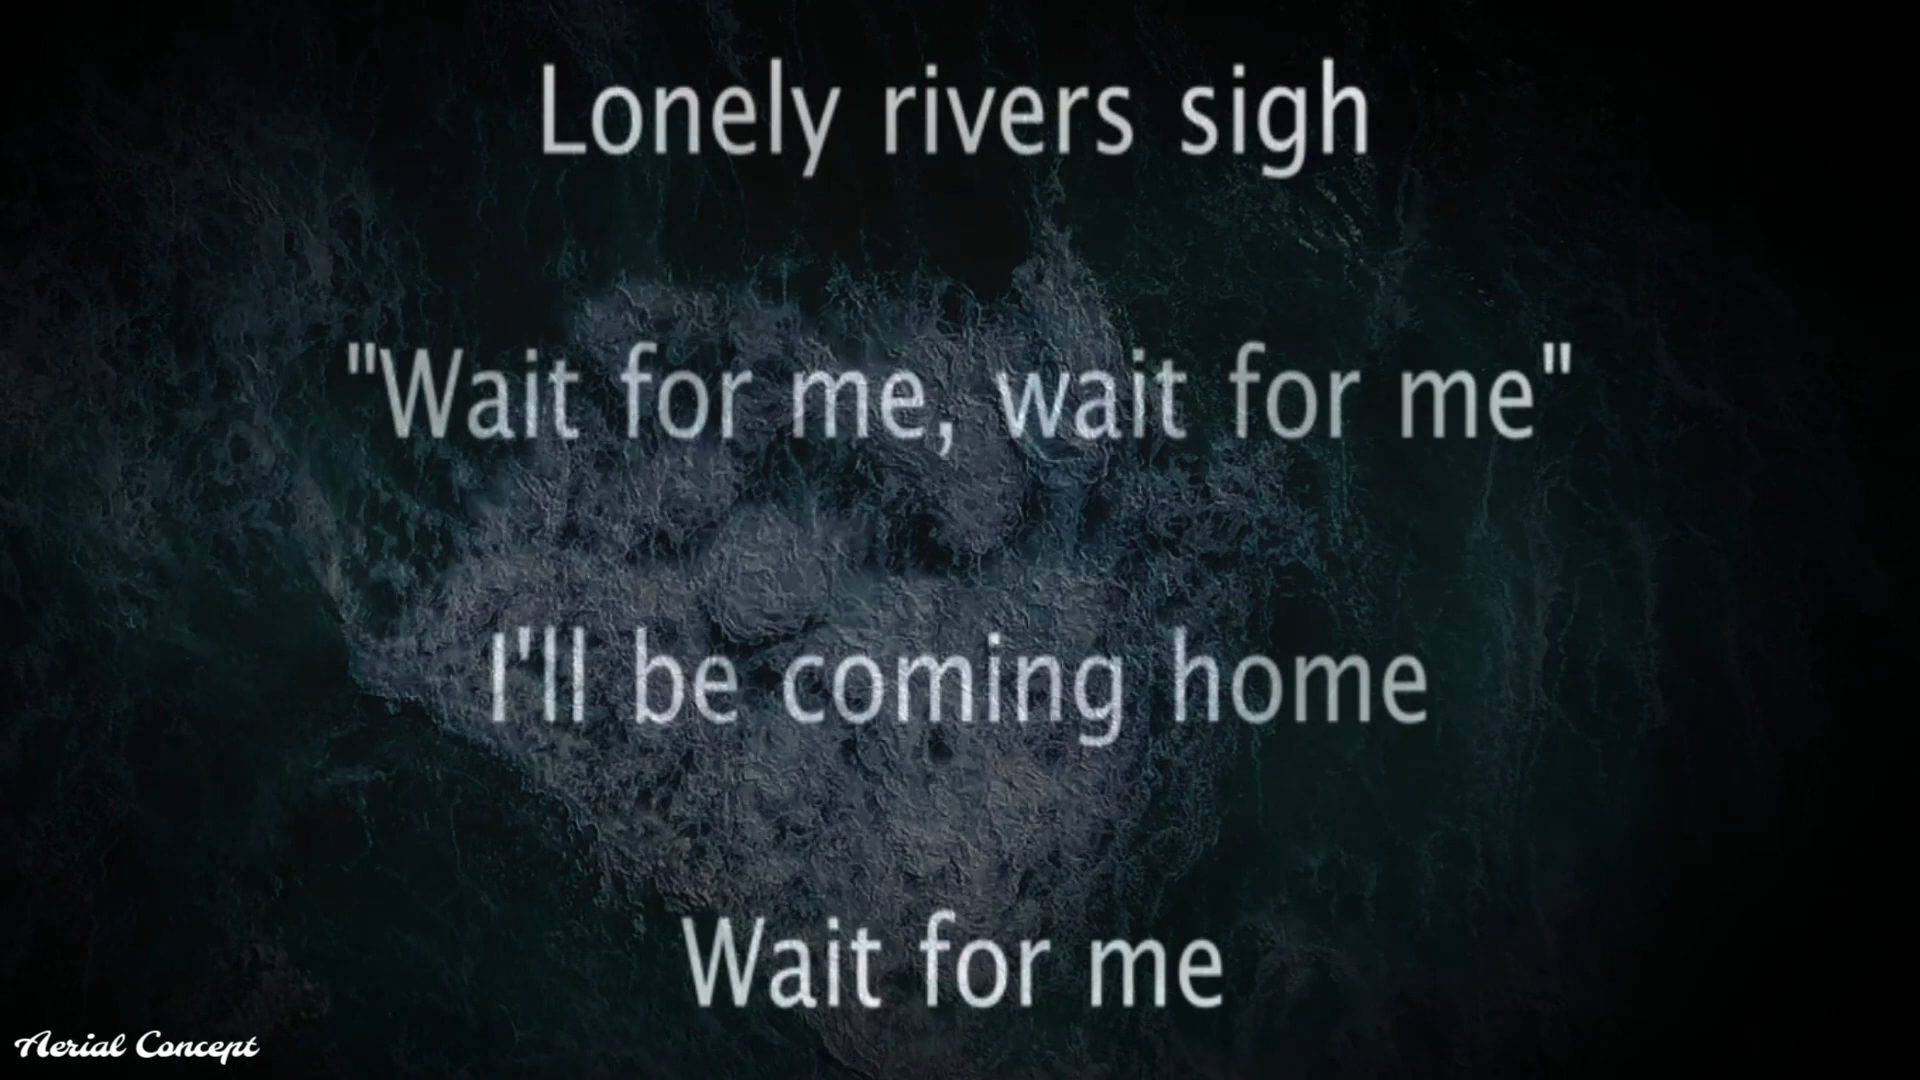 Lonely rivers sigh
"Wait for me, wait for me"
I'll be coming home
Wait for me
Aerial Concept